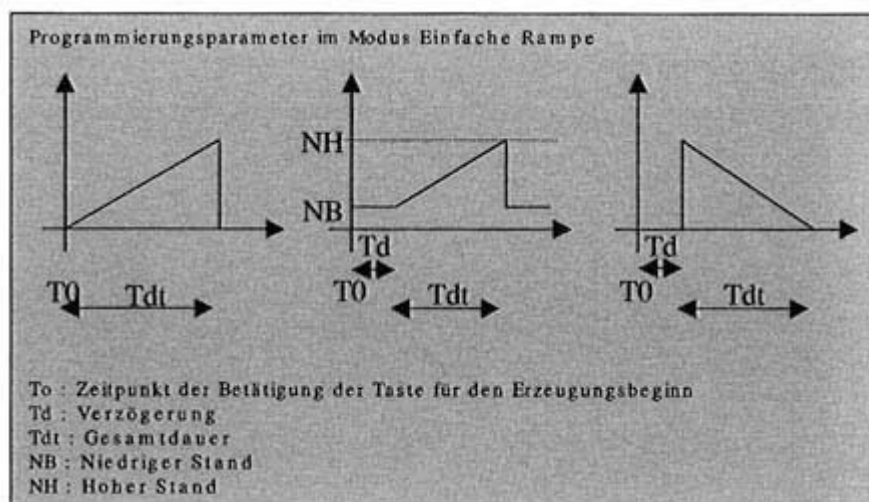 Programmierungsparameter im Modus Einfache Rampe
NH
NB
Td
Td
T0
Tdt
T0
Tdt
T0
Tdt
To : Zeitpunkt der Betätigung der Taste für den Erzeugungsbeginn
Td : Verzögerung
Tdt : Gesamtdauer
NB : Niedriger Stand
NH : Hoher Stand